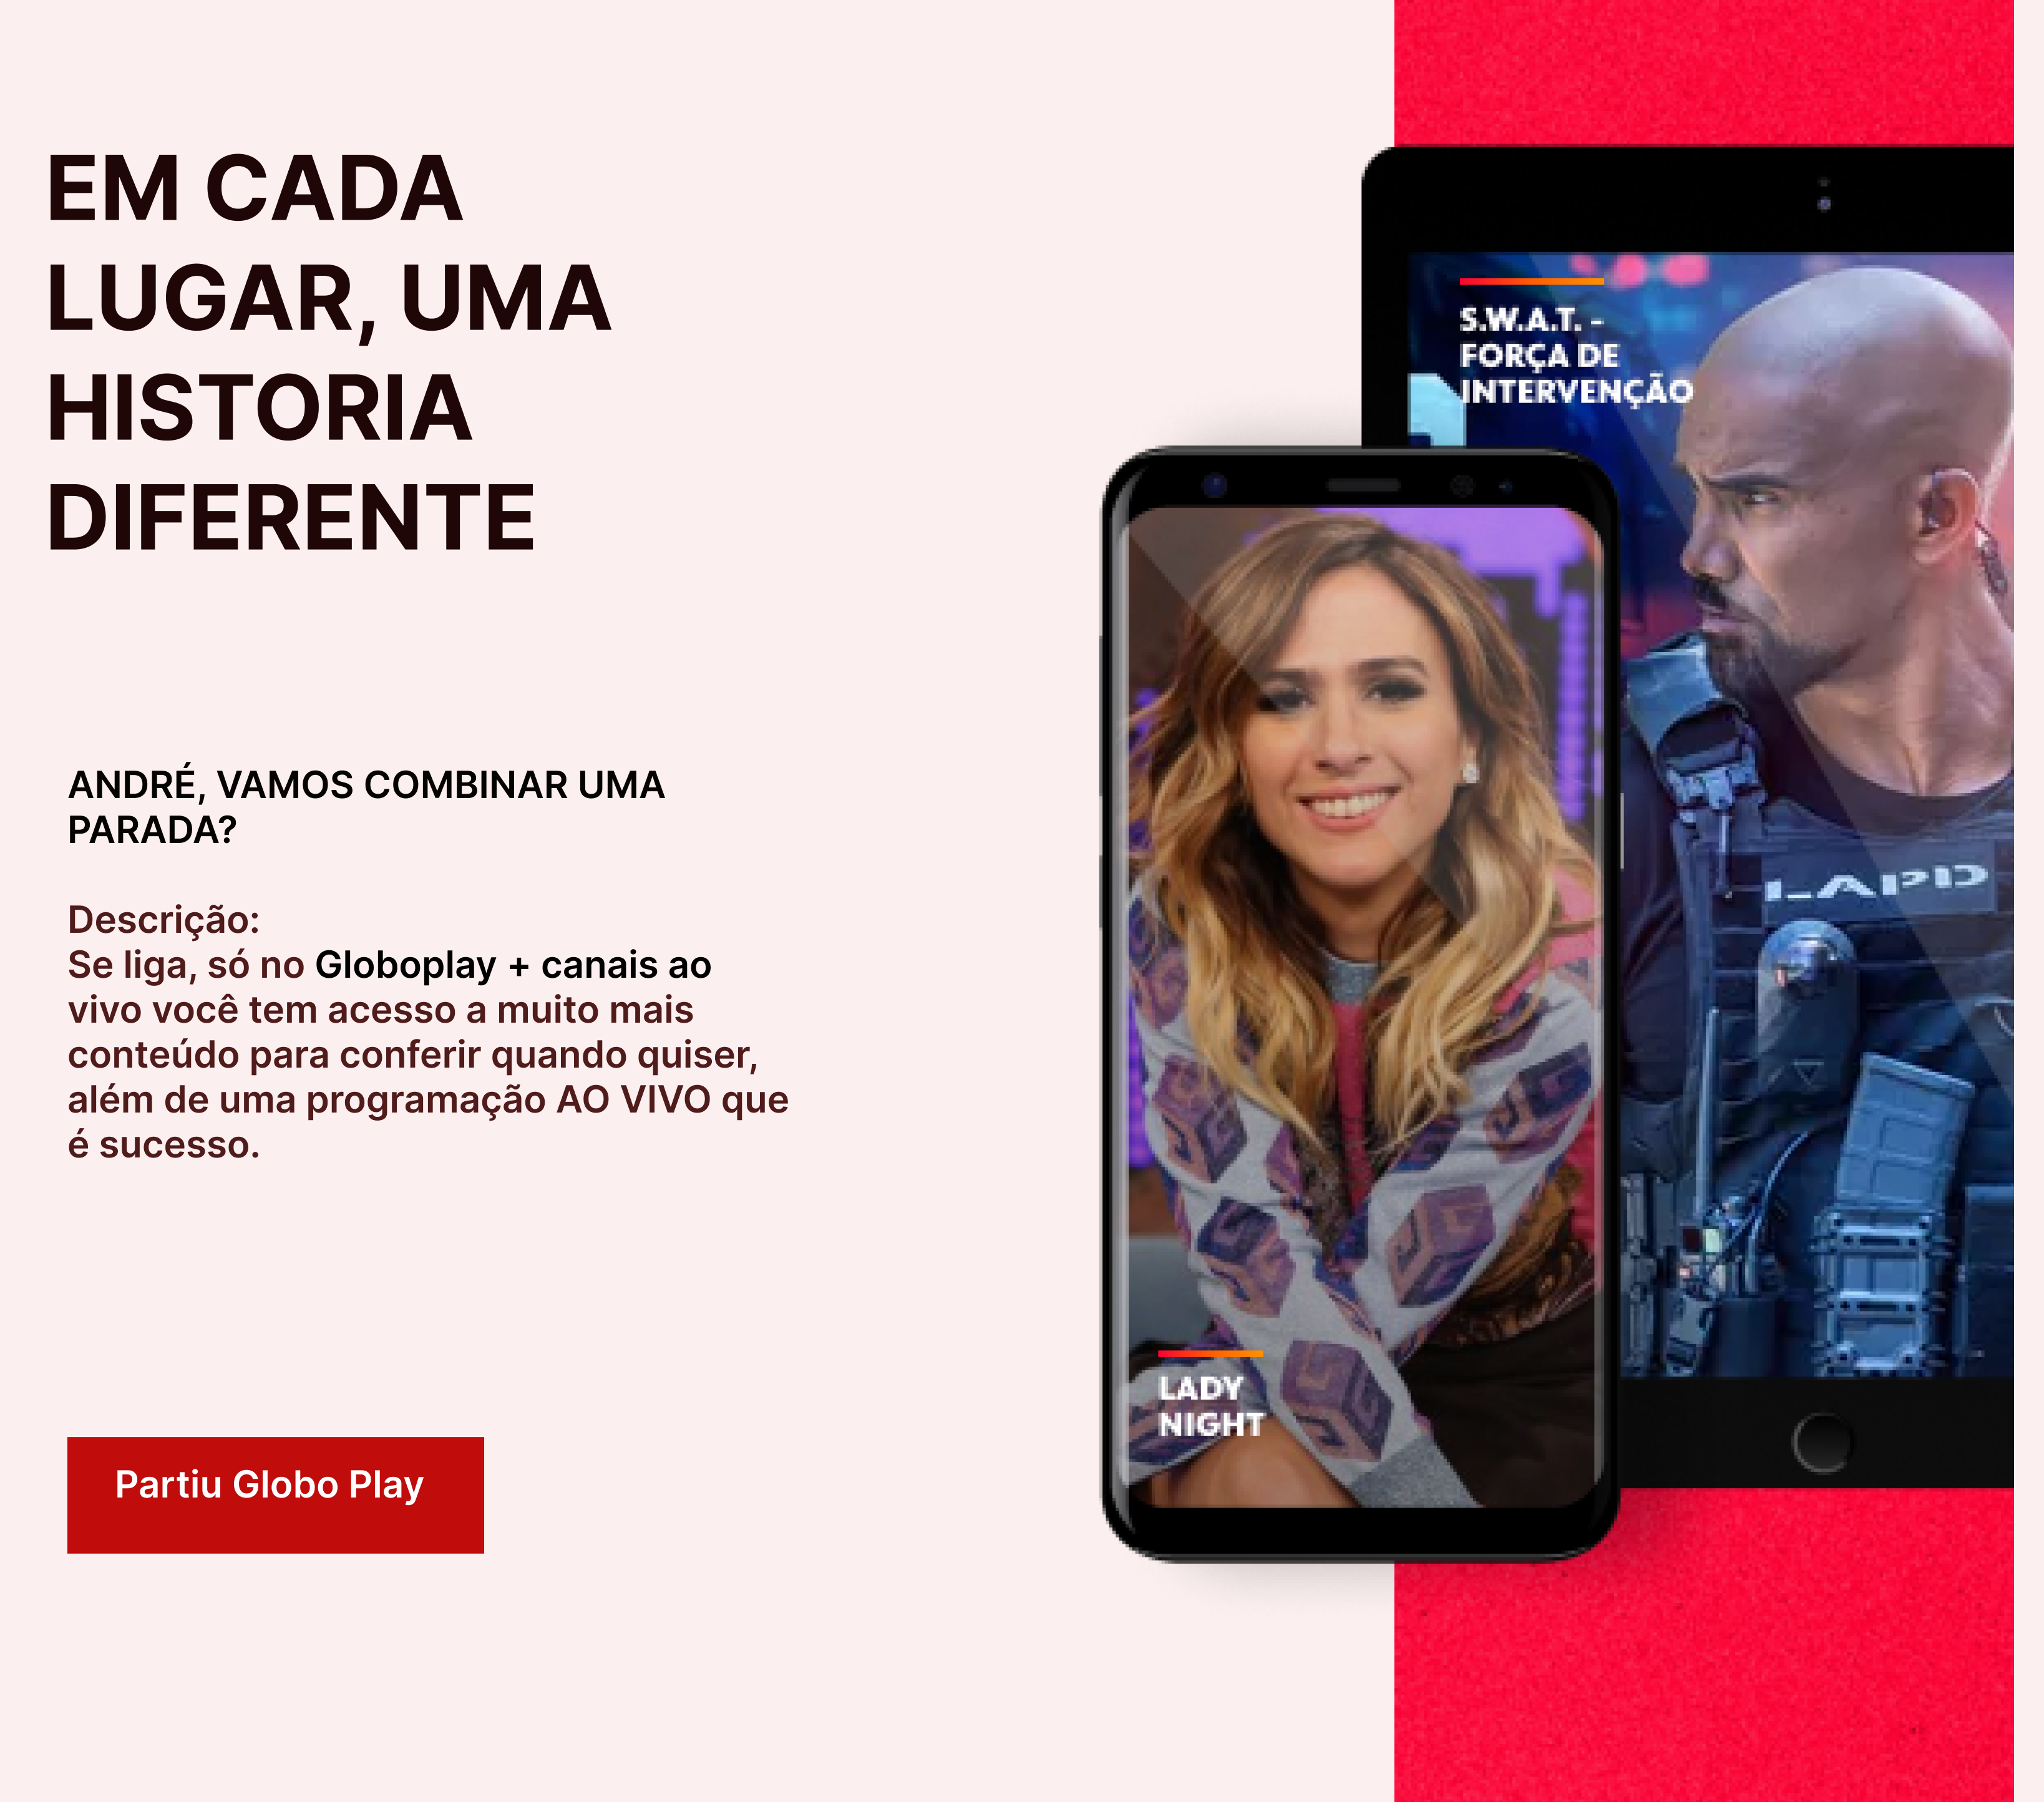 EM CADA
LUGAR, UMA
HISTORIA
DIFERENTE
ANDRÉ, VAMOS COMBINAR UMA
PARADA?
Descrição:
Se liga, só no Globoplay + canais ao
vivo você tem acesso a muito mais
conteúdo para conferir quando quiser,
além de uma programação AO VIVO que
é sucesso.
Partiu Globo Play
S.W.A.T. -
FORÇA DE
INTERVENÇÃO
LAPD
LADY
NIGHT